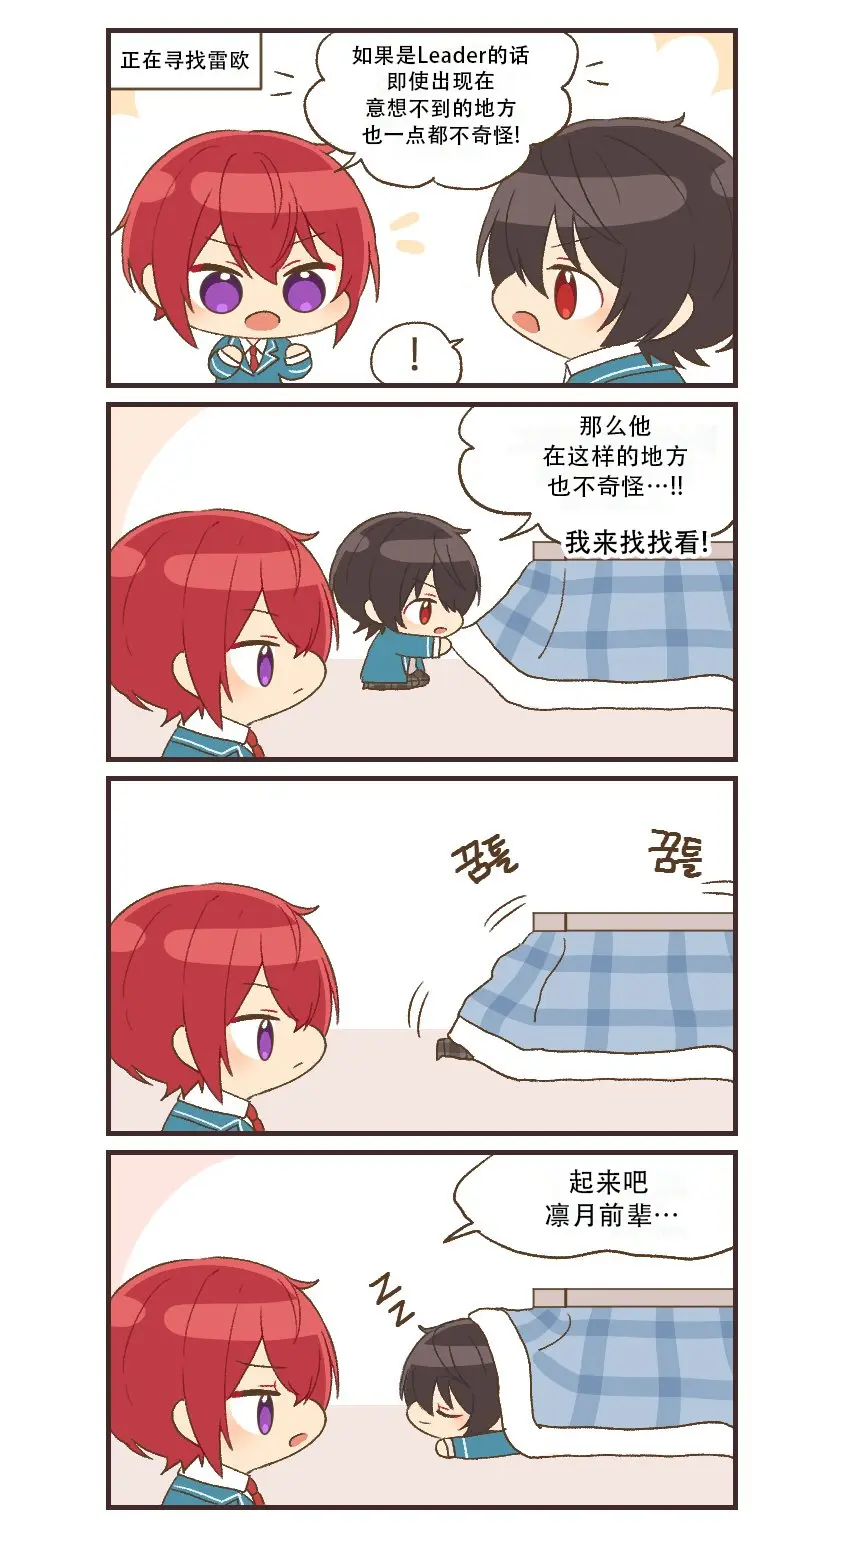 正在寻找雷欧
如果是Leader的话
即使出现在
意想不到的地方
也一点都不奇怪!
!
那么他
在这样的地方
也不奇怪…!!
我来找找看!
꿈틀
꿈틀
起来吧
凛月前辈…
Z
Z